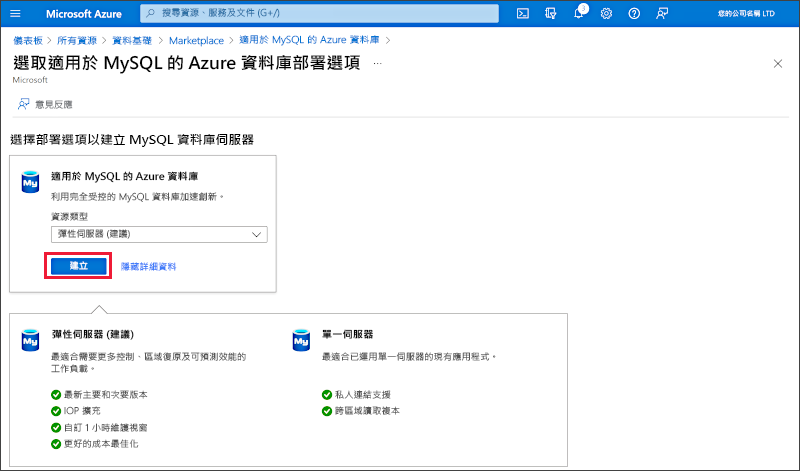 Microsoft Azure
搜尋資源、服務及文件 (G+/)
3
您的公司名稱 LTD
儀表板 > 所有資源 > 資料基礎 > Marketplace > 適用於 MySQL 的 Azure 資料庫 >
選取適用於 MySQL 的 Azure 資料庫部署選項 ...
Microsoft
意見反應
選擇部署選項以建立 MySQL 資料庫伺服器
My
適用於 MySQL 的 Azure 資料庫
利用完全受控的 MySQL 資料庫加速創新。
資源類型
彈性伺服器 (建議)
建立
隱藏詳細資料
My
彈性伺服器 (建議)
最適合需要更多控制、區域復原及可預測效能的
工作負載。
最新主要和次要版本
IOP 擴充
自訂 1 小時維護視窗
更好的成本最佳化
My
單一伺服器
最適合已運用單一伺服器的現有應用程式。
私人連結支援
跨區域讀取複本